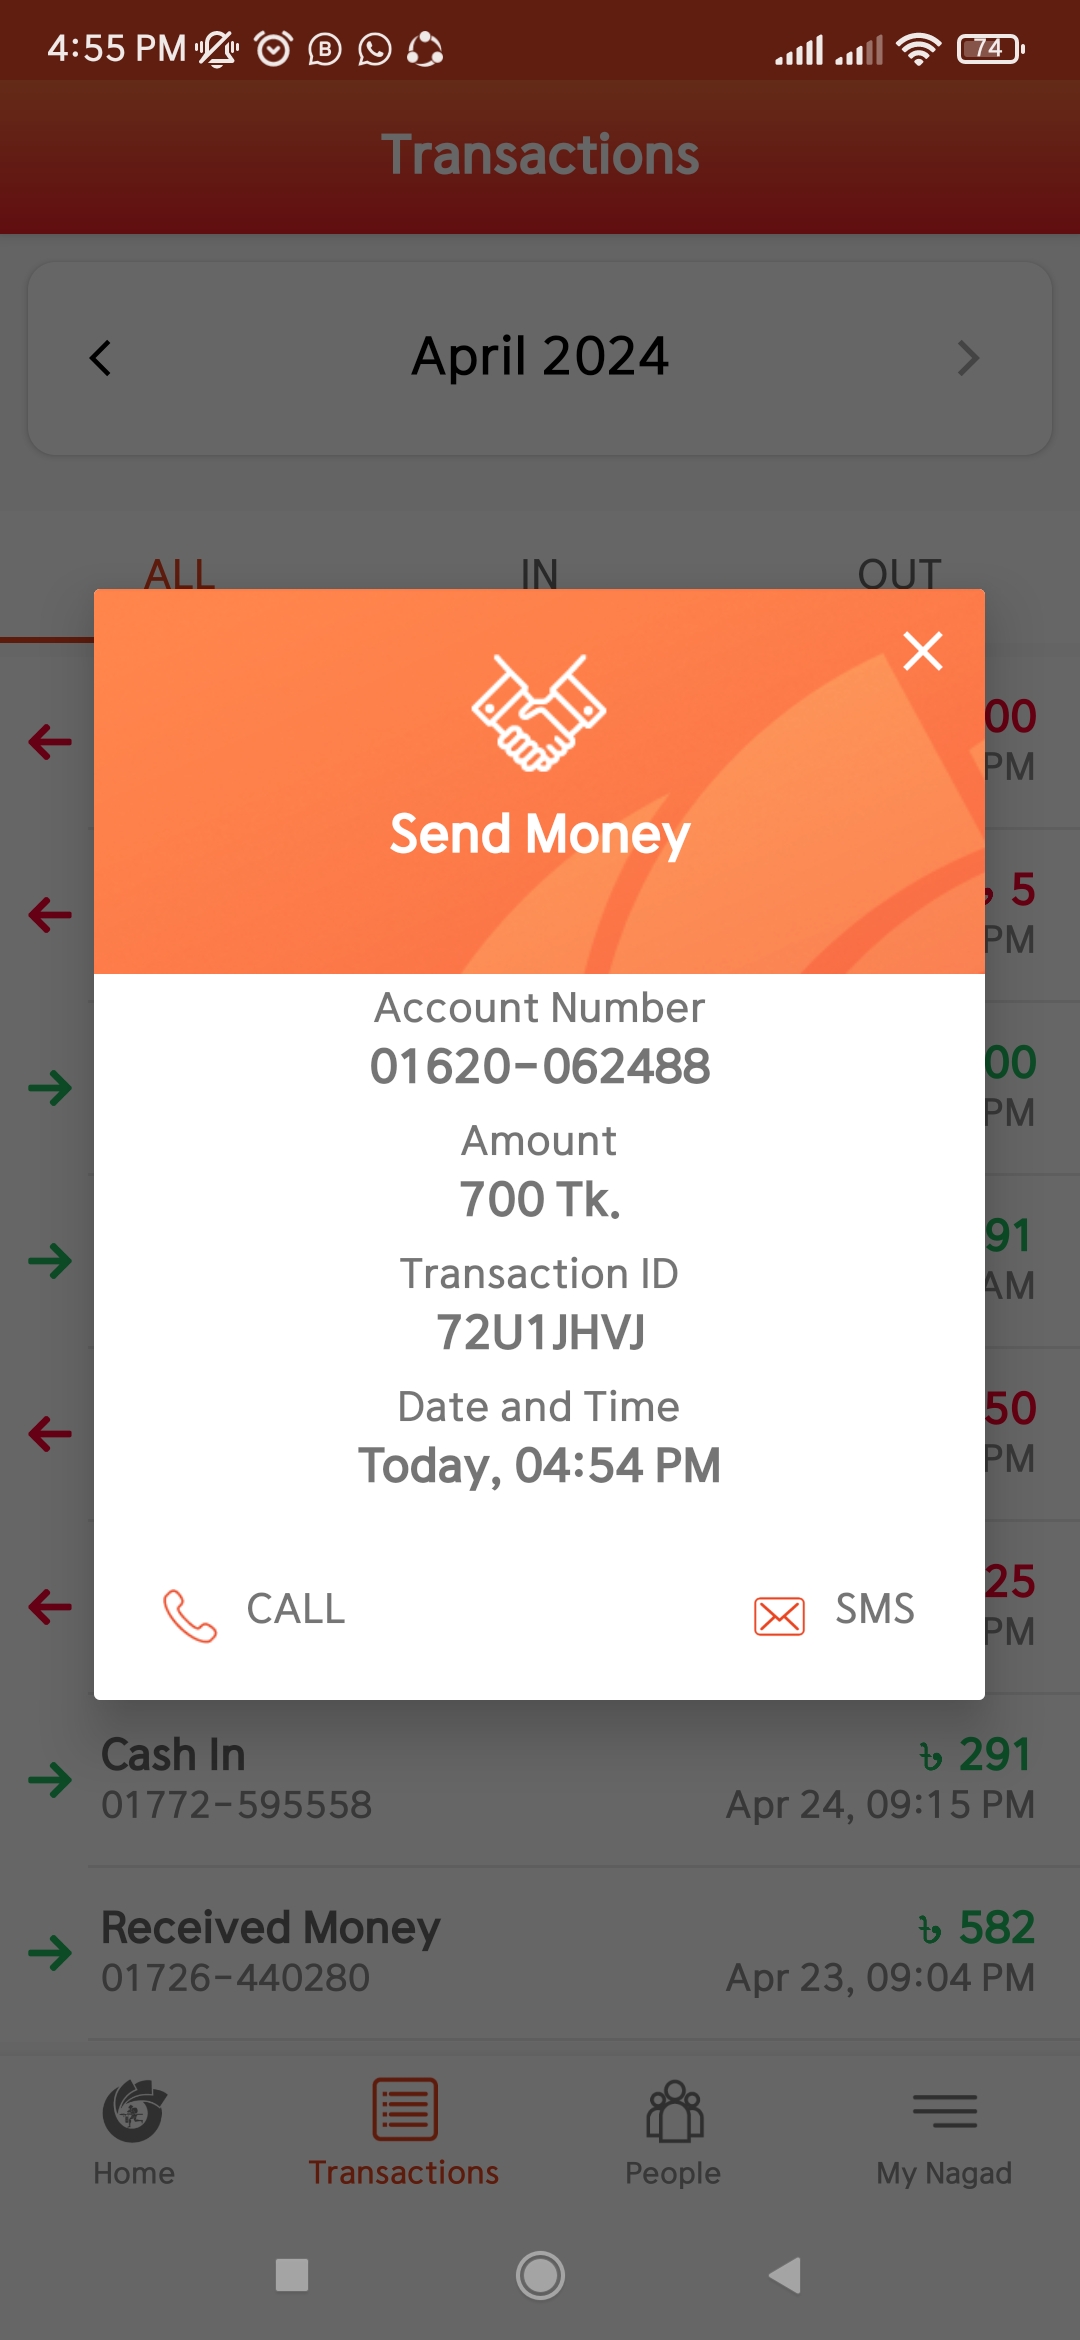 4:55 PM
74
Transactions
April 2024
ALL IN OUT
Send Money
Account Number
01620-062488
Amount
700 Tk.
Transaction ID
72U1JHVJ
Date and Time
Today, 04:54 PM
CALL SMS
00
PM
5
PM
00
PM
91
AM
50
PM
25
PM
Cash In ৳ 291
01772-595558 Apr 24, 09:15 PM
Received Money ৳ 582
01726-440280 Apr 23, 09:04 PM
Home Transactions People My Nagad